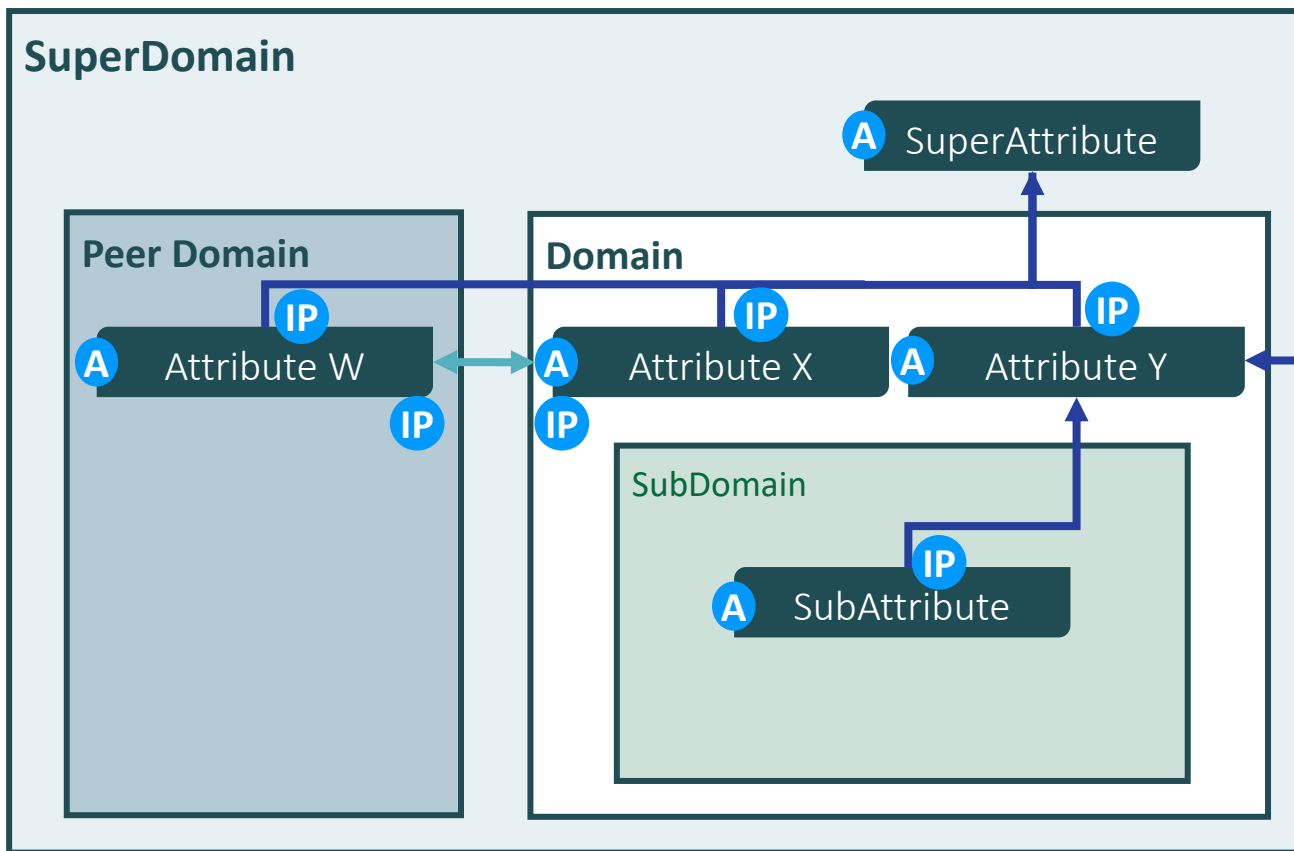 SuperDomain
A
SuperAttribute
Peer Domain
Domain
IP
IP
IP
A
Attribute W
A
Attribute X
A
Attribute Y
IP
IP
SubDomain
IP
A
SubAttribute